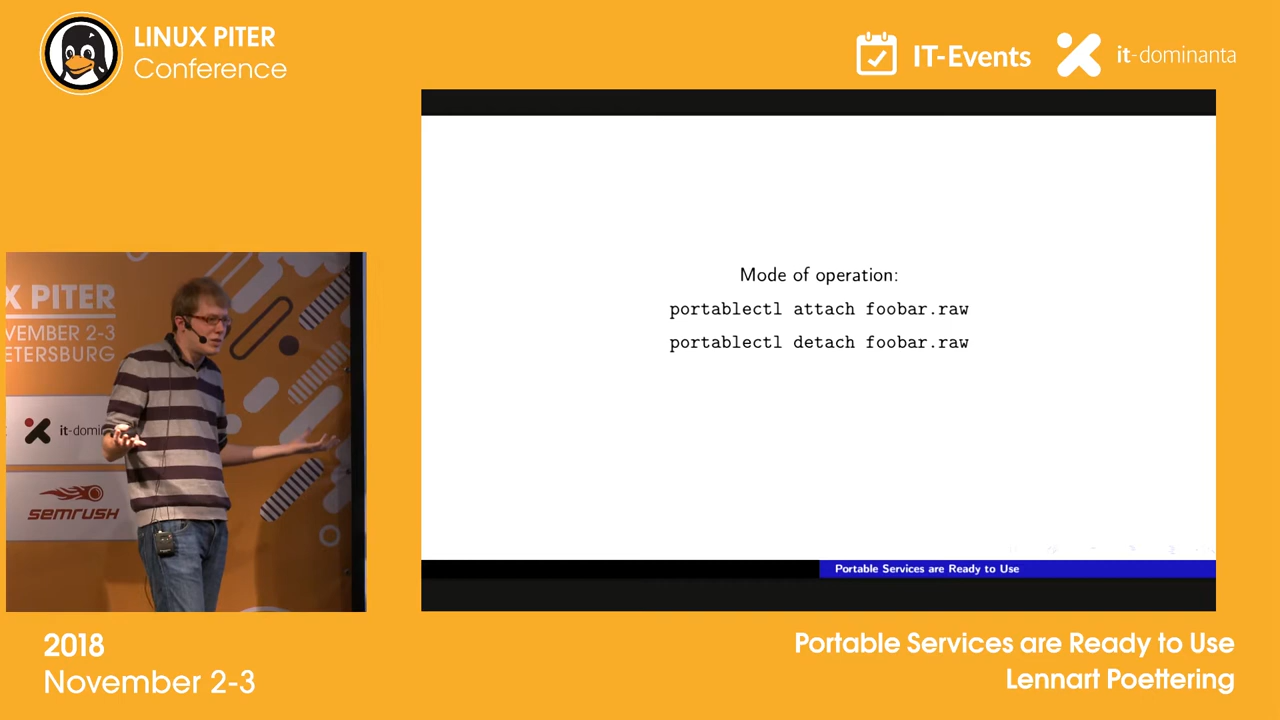 LINUX PITER
Conference
IT-Events
it-dominanta
Mode of operation:
portablectl attach foobar.raw
portablectl detach foobar.raw
Portable Services are Ready to Use
X PITER
VEMBER 2-3
ETERSBURG
it-domi
SEMRUSH
2018
November 2-3
Portable Services are Ready to Use
Lennart Poettering